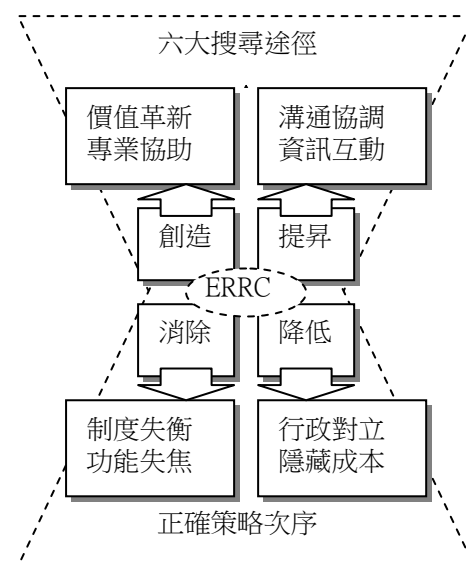 六大搜尋途徑
價值革新
專業協助
溝通協調
資訊互動
創造
提昇
ERRC
消除
降低
制度失衡
功能失焦
行政對立
隱藏成本
正確策略次序